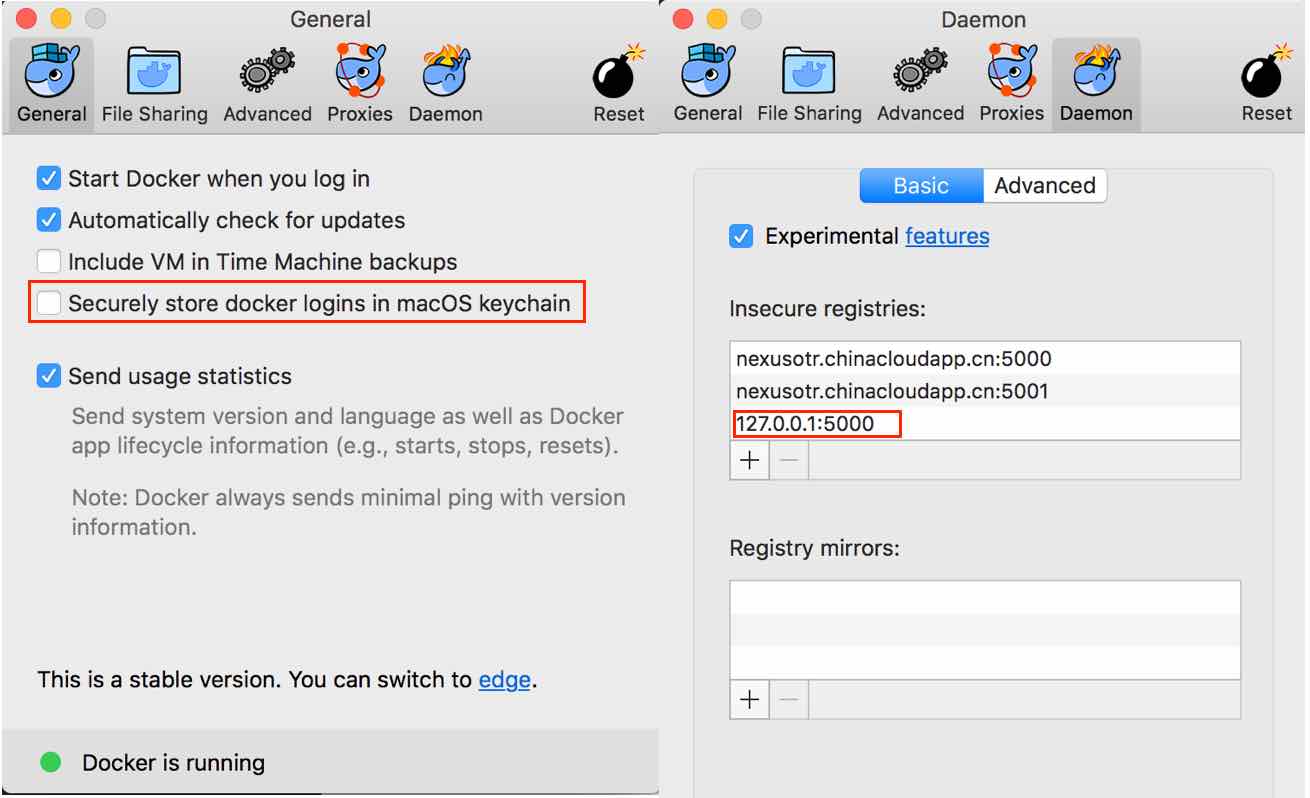 General
General
File Sharing
Advanced
Proxies
Daemon
Reset
Start Docker when you log in
Automatically check for updates
Include VM in Time Machine backups
Securely store docker logins in macOS keychain
Send usage statistics
Send system version and language as well as Docker
app lifecycle information (e.g., starts, stops, resets).
Note: Docker always sends minimal ping with version
information.
This is a stable version. You can switch to edge.
Docker is running
Daemon
General
File Sharing
Advanced
Proxies
Daemon
Reset
Basic
Advanced
Experimental features
Insecure registries:
nexusotr.chinacloudapp.cn:5000
nexusotr.chinacloudapp.cn:5001
127.0.0.1:5000
Registry mirrors: